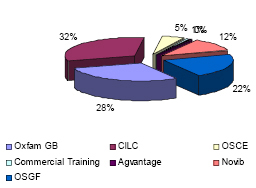 32%
5%
12%
22%
28%
Oxfam GB CILC OSCE
Commercial Training Agvantage Novib
OSGF